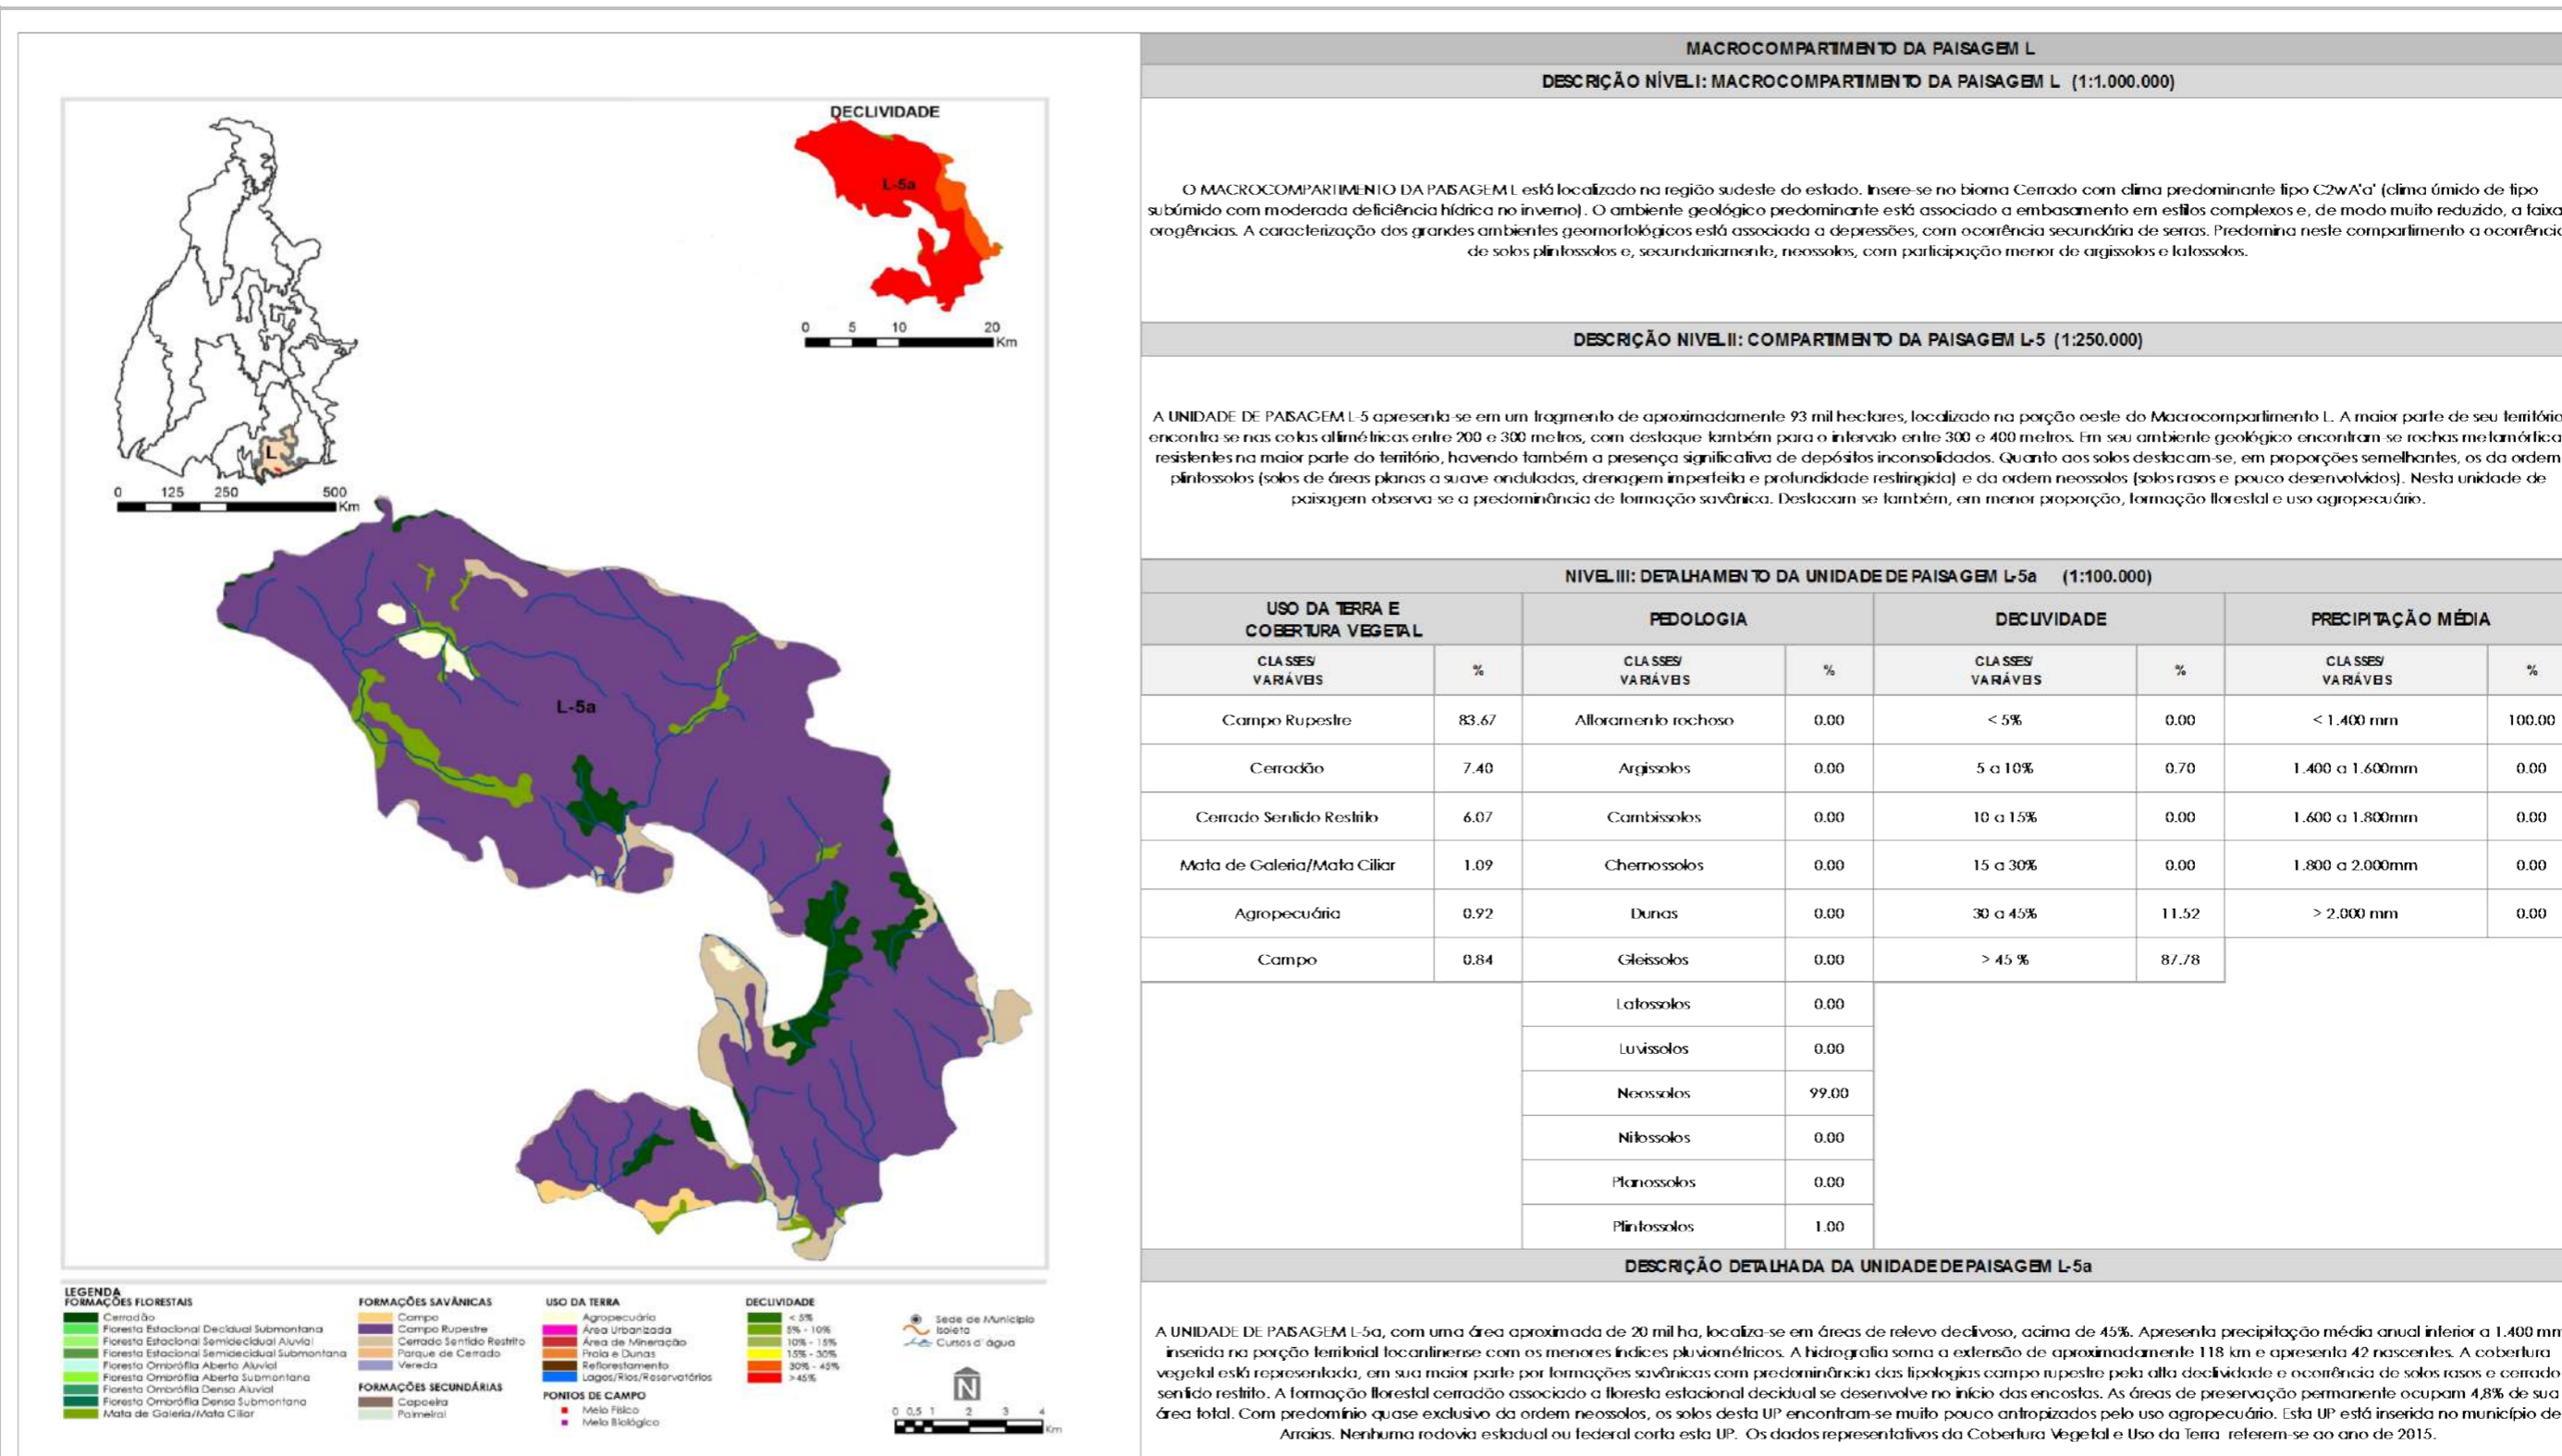 DECLIVIDADE
L-5a
0 5 10 20
Km
L
0 125 250 500
Km
L-5a
LEGENDA
FORMAÇÕES FLORESTAIS
Cerradão
Floresta Estacional Decidual Submontana
Floresta Estacional Semidecidual Aluvial
Floresta Estacional Semidecidual Submontana
Floresta Ombrófila Aberta Aluvial
Floresta Ombrófila Aberta Submontana
Floresta Ombrófila Densa Aluvial
Floresta Ombrófila Densa Submontana
Mata de Galeria/Mata Ciliar
FORMAÇÕES SAVÂNICAS
Campo
Campo Rupestre
Cerrado Sentido Restrito
Parque de Cerrado
Vereda
FORMAÇÕES SECUNDÁRIAS
Capoeira
Palmeiral
USO DA TERRA
Agropecuária
Área Urbanizada
Área de Mineração
Praia e Dunas
Reflorestamento
Lagos/Rios/Reservatórios
PONTOS DE CAMPO
Meio Físico
Meio Biológico
DECLIVIDADE
< 5%
5% - 10%
10% - 15%
15% - 30%
30% - 45%
>45%
Sede de Município
Isoieta
Cursos d´água
N
0 0,5 1 2 3 4
Km
MACROCOMPARTIMENTO DA PAISAGEM L
DESCRIÇÃO NÍVEL I: MACROCOMPARTIMENTO DA PAISAGEM L (1:1.000.000)
O MACROCOMPARTIMENTO DA PAISAGEM L está localizado na região sudeste do estado. Insere-se no bioma Cerrado com clima predominante tipo C2wA'a' (clima úmido de tipo
subúmido com moderada deficiência hídrica no inverno). O ambiente geológico predominante está associado a embasamento em estilos complexos e, de modo muito reduzido, a faixa
orogências. A caracterização dos grandes ambientes geomorfológicos está associada a depressões, com ocorrência secundária de serras. Predomina neste compartimento a ocorrênci
de solos plintossolos e, secundariamente, neossolos, com participação menor de argissolos e latossolos.
DESCRIÇÃO NIVEL II: COMPARTIMENTO DA PAISAGEM L-5 (1:250.000)
A UNIDADE DE PAISAGEM L-5 apresenta-se em um fragmento de aproximadamente 93 mil hectares, localizado na porção oeste do Macrocompartimento L. A maior parte de seu território
encontra-se nas cotas altimétricas entre 200 e 300 metros, com destaque também para o intervalo entre 300 e 400 metros. Em seu ambiente geológico encontram-se rochas metamórfica
resistentes na maior parte do território, havendo também a presença significativa de depósitos inconsolidados. Quanto aos solos destacam-se, em proporções semelhantes, os da ordem
plintossolos (solos de áreas planas a suave onduladas, drenagem imperfeita e profundidade restringida) e da ordem neossolos (solos rasos e pouco desenvolvidos). Nesta unidade de
paisagem observa-se a predominância de formação savânica. Destacam-se também, em menor proporção, formação florestal e uso agropecuário.
NIVEL III: DETALHAMENTO DA UNIDADE DE PAISAGEM L-5a (1:100.000)
USO DA TERRA E COBERTURA VEGETAL PEDOLOGIA DECLIVIDADE PRECIPITAÇÃO MÉDIA
CLASSES/ VARIÁVEIS % CLASSES/ VARIÁVEIS % CLASSES/ VARIÁVEIS % CLASSES/ VARIÁVEIS %
Campo Rupestre 83.67 Afloramento rochoso 0.00 < 5% 0.00 < 1.400 mm 100.00
Cerradão 7.40 Argissolos 0.00 5 a 10% 0.70 1.400 a 1.600mm 0.00
Cerrado Sentido Restrito 6.07 Cambissolos 0.00 10 a 15% 0.00 1.600 a 1.800mm 0.00
Mata de Galeria/Mata Ciliar 1.09 Chernossolos 0.00 15 a 30% 0.00 1.800 a 2.000mm 0.00
Agropecuária 0.92 Dunas 0.00 30 a 45% 11.52 > 2.000 mm 0.00
Campo 0.84 Gleissolos 0.00 > 45 % 87.78
Latossolos 0.00
Luvissolos 0.00
Neossolos 99.00
Nitossolos 0.00
Planossolos 0.00
Plintossolos 1.00
DESCRIÇÃO DETALHADA DA UNIDADE DE PAISAGEM L-5a
A UNIDADE DE PAISAGEM L-5a, com uma área aproximada de 20 mil ha, localiza-se em áreas de relevo declivoso, acima de 45%. Apresenta precipitação média anual inferior a 1.400 mm
inserida na porção territorial tocantinense com os menores índices pluviométricos. A hidrografia soma a extensão de aproximadamente 118 km e apresenta 42 nascentes. A cobertura
vegetal está representada, em sua maior parte por formações savânicas com predominância das tipologias campo rupestre pela alta declividade e ocorrência de solos rasos e cerrado
sentido restrito. A formação florestal cerradão associado a floresta estacional decidual se desenvolve no início das encostas. As áreas de preservação permanente ocupam 4,8% de sua
área total. Com predomínio quase exclusivo da ordem neossolos, os solos desta UP encontram-se muito pouco antropizados pelo uso agropecuário. Esta UP está inserida no município de
Arraias. Nenhuma rodovia estadual ou federal corta esta UP. Os dados representativos da Cobertura Vegetal e Uso da Terra referem-se ao ano de 2015.